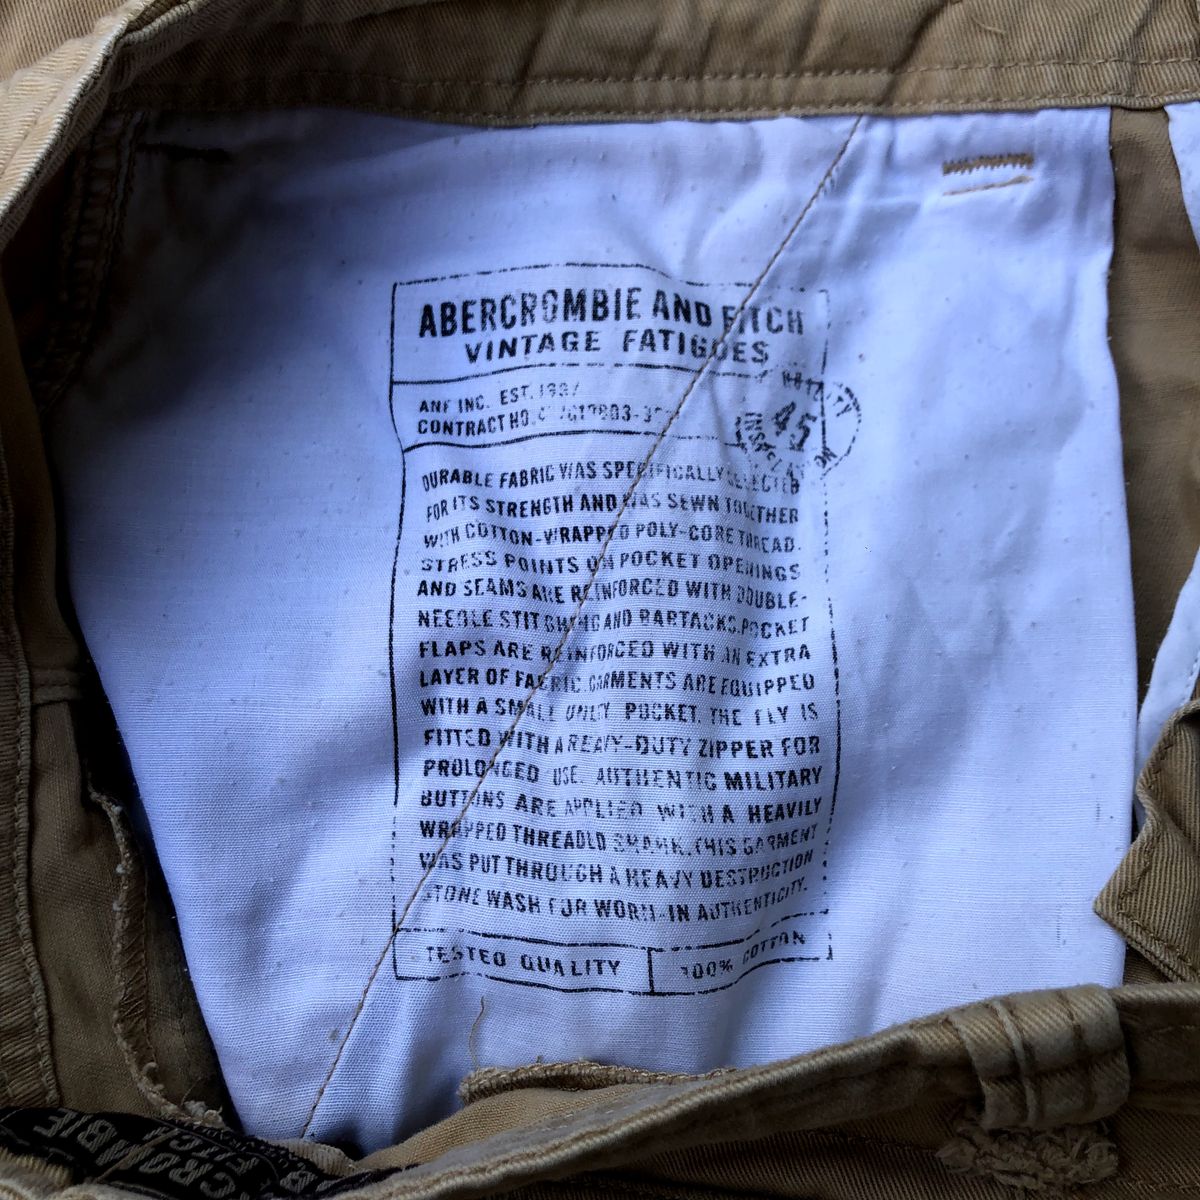 ABERCROMBIE AND FITCH
VINTAGE FATIGUES
ANF INC. EST.
CONTRACT NO.
45
DURABLE FABRIC WAS SPECIFICALLY SELECTED
FOR ITS STRENGTH AND WAS SEWN TOGETHER
WITH COTTON-WRAPPED POLY-CORE THREAD.
STRESS POINTS ON POCKET OPENINGS
AND SEAMS ARE REINFORCED WITH DOUBLE-
NEEDLE STITCHING AND BARTACKS. POCKET
FLAPS ARE REINFORCED WITH AN EXTRA
LAYER OF FABRIC. GARMENTS ARE EQUIPPED
WITH A SMALL POCKET. THE FLY IS
FITTED WITH A HEAVY-DUTY ZIPPER FOR
PROLONGED USE. AUTHENTIC MILITARY
BUTTONS ARE APPLIED WITH A HEAVILY
WRAPPED THREADED SHANK. THIS GARMENT
WAS PUT THROUGH A HEAVY DESTRUCTION
STONE WASH FOR WORN-IN AUTHENTICITY.
TESTED QUALITY
100% COTTON